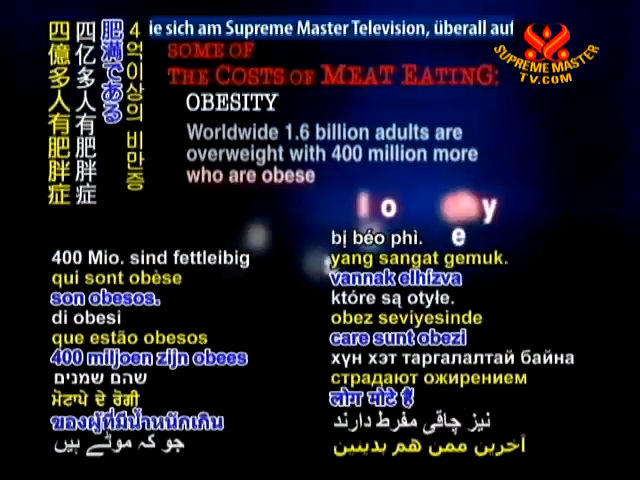 ie sich am Supreme Master Television, überall auf
SUPREME MASTER
TV.COM
SOME OF
THE COSTS OF MEAT EATING:
OBESITY
Worldwide 1.6 billion adults are
overweight with 400 million more
who are obese
四億多人有肥胖症
四亿多人有肥胖症
肥満である
4억이상의 비만증
l o y
e
400 Mio. sind fettleibig
qui sont obèse
son obesos.
di obesi
que estão obesos
400 miljoen zijn obees
שהם שמנים
ਮੋਟਾਪੇ ਦੇ ਰੋਗੀ
ของผู้ที่มีน้ำหนักเกิน
جو کہ موٹے ہیں
bị béo phì.
yang sangat gemuk.
vannak elhízva
które są otyłe.
obez seviyesinde
care sunt obezi
хүн хэт таргалалтай байна
страдают ожирением
लोग मोटे हैं
نیز چاقی مفرط دارند
آخرين ممن هم بدينين